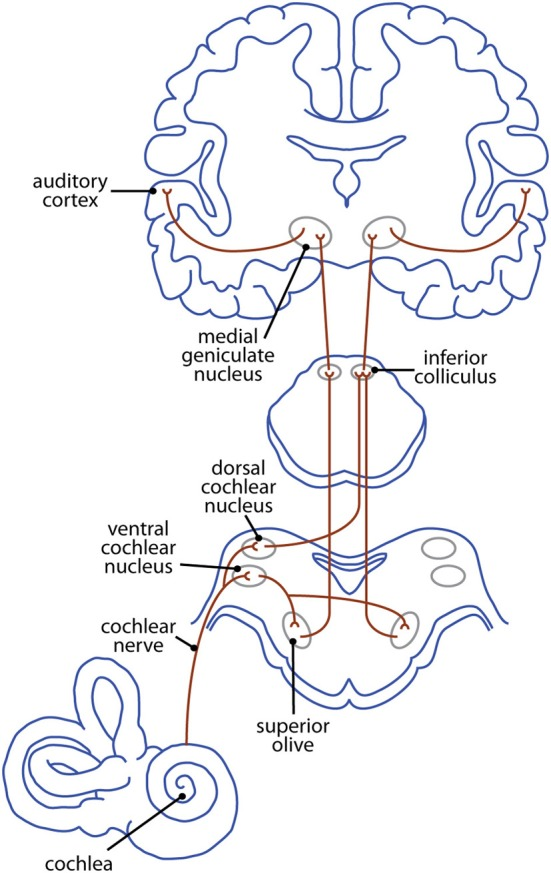 auditory
cortex
medial
geniculate
nucleus
inferior
colliculus
dorsal
cochlear
nucleus
ventral
cochlear
nucleus
cochlear
nerve
superior
olive
cochlea